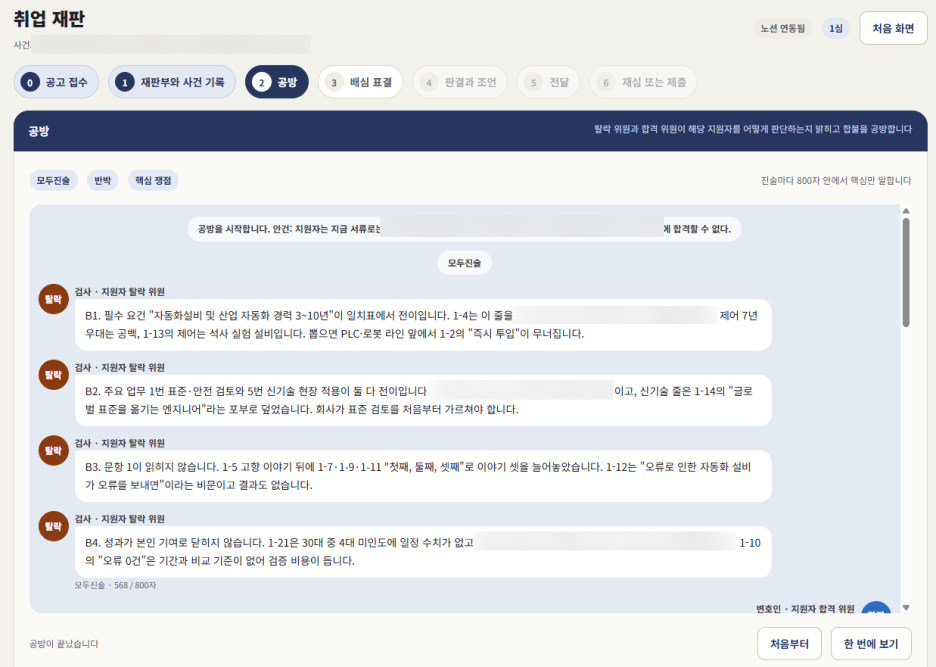 취업 재판
사건
노션 연동됨
1심
처음 화면
0 공고 접수
1 재판부와 사건 기록
2 공방
3 배심 표결
4 판결과 조언
5 전달
6 재심 또는 제출
공방
탈락 위원과 합격 위원이 해당 지원자를 어떻게 판단하는지 밝히고 합불을 공방합니다
모두진술
반박
핵심 쟁점
진술마다 800자 안에서 핵심만 말합니다
공방을 시작합니다. 안건: 지원자는 지금 서류로는 에 합격할 수 없다.
모두진술
탈락
검사 · 지원자 탈락 위원
B1. 필수 요건 "자동화설비 및 산업 자동화 경력 3~10년"이 일치표에서 전이입니다. 1-4는 이 줄을 제어 7년
우대는 공백, 1-13의 제어는 석사 실험 설비입니다. 뽑으면 PLC·로봇 라인 앞에서 1-2의 "즉시 투입"이 무너집니다.
탈락
검사 · 지원자 탈락 위원
B2. 주요 업무 1번 표준·안전 검토와 5번 신기술 현장 적용이 둘 다 전이입니다 이고, 신기술 줄은 1-14의 "글로
벌 표준을 옮기는 엔지니어"라는 포부로 덮었습니다. 회사가 표준 검토를 처음부터 가르쳐야 합니다.
탈락
검사 · 지원자 탈락 위원
B3. 문항 1이 읽히지 않습니다. 1-5 고향 이야기 뒤에 1-7·1-9·1-11 "첫째, 둘째, 셋째"로 이야기 셋을 늘어놓았습니다. 1-12는 "오류로 인한 자동화 설비
가 오류를 보내면"이라는 비문이고 결과도 없습니다.
탈락
검사 · 지원자 탈락 위원
B4. 성과가 본인 기여로 닫히지 않습니다. 1-21은 30대 중 4대 미인도에 일정 수치가 없고 1-10
의 "오류 0건"은 기간과 비교 기준이 없어 검증 비용이 듭니다.
모두진술 · 568 / 800자
변호인 · 지원자 합격 위원
공방이 끝났습니다
처음부터
한 번에 보기